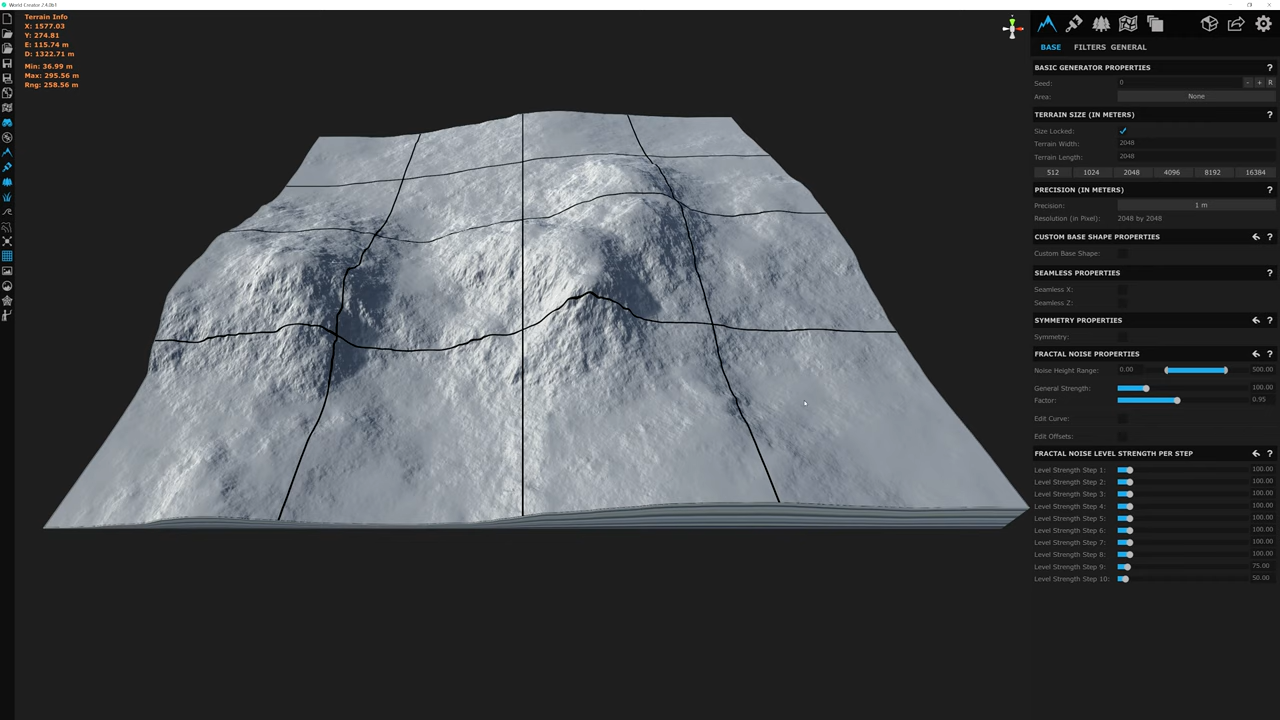 World Creator 2.4.0b1
Terrain Info
X: 1577.03
Y: 274.81
E: 115.74 m
D: 1322.71 m
Min: 36.99 m
Max: 295.56 m
Rng: 258.56 m
BASE FILTERS GENERAL
BASIC GENERATOR PROPERTIES ?
Seed: 0 - + R
Area: None
TERRAIN SIZE (IN METERS) ?
Size Locked:
Terrain Width: 2048
Terrain Length: 2048
512 1024 2048 4096 8192 16384
PRECISION (IN METERS) ?
Precision: 1 m
Resolution (in Pixel): 2048 by 2048
CUSTOM BASE SHAPE PROPERTIES ?
Custom Base Shape:
SEAMLESS PROPERTIES ?
Seamless X:
Seamless Z:
SYMMETRY PROPERTIES ?
Symmetry:
FRACTAL NOISE PROPERTIES ?
Noise Height Range: 0.00 500.00
General Strength: 100.00
Factor: 0.95
Edit Curve:
Edit Offsets:
FRACTAL NOISE LEVEL STRENGTH PER STEP ?
Level Strength Step 1: 100.00
Level Strength Step 2: 100.00
Level Strength Step 3: 100.00
Level Strength Step 4: 100.00
Level Strength Step 5: 100.00
Level Strength Step 6: 100.00
Level Strength Step 7: 100.00
Level Strength Step 8: 100.00
Level Strength Step 9: 75.00
Level Strength Step 10: 50.00